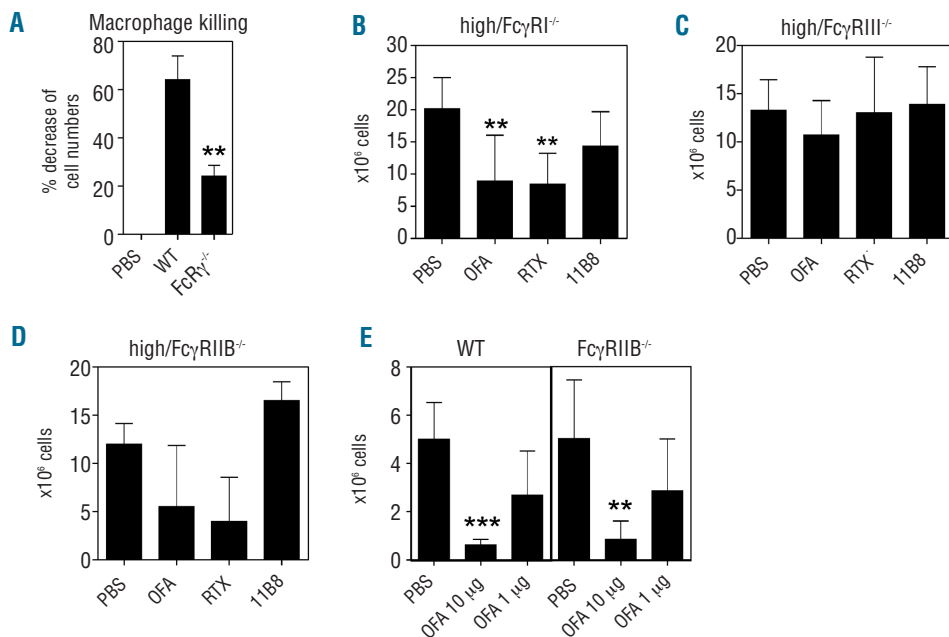 A
Macrophage killing
% decrease of
cell numbers
80
60
40
20
0
**
PBS
WT
FcRγ-/-
B
high/FcγRI-/-
x10⁶ cells
30
25
20
15
10
5
0
**
**
PBS
OFA
RTX
11B8
C
high/FcγRIII-/-
x10⁶ cells
20
15
10
5
0
PBS
OFA
RTX
11B8
D
high/FcγRIIB-/-
x10⁶ cells
20
15
10
5
0
PBS
OFA
RTX
11B8
E
WT
FcγRIIB-/-
x10⁶ cells
8
6
4
2
0
***
**
PBS
OFA 10 µg
OFA 1 µg
PBS
OFA 10 µg
OFA 1 µg